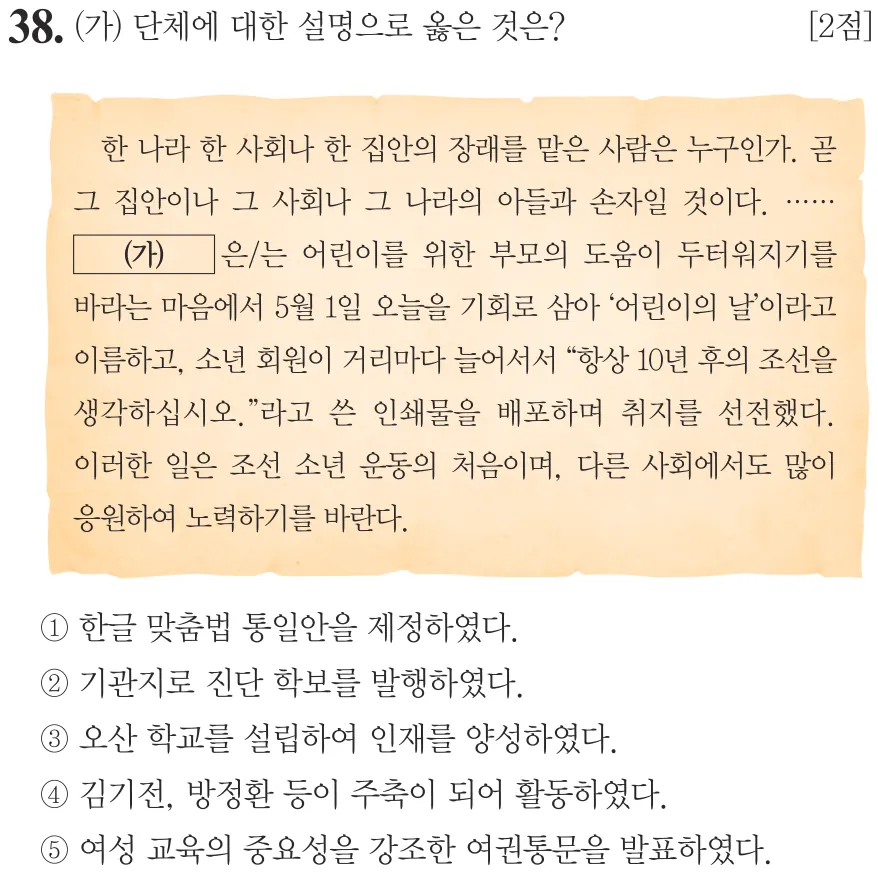 38. (가) 단체에 대한 설명으로 옳은 것은? [2점]
한 나라 한 사회나 한 집안의 장래를 맡은 사람은 누구인가. 곧
그 집안이나 그 사회나 그 나라의 아들과 손자일 것이다. ……
(가) 은/는 어린이를 위한 부모의 도움이 두터워지기를
바라는 마음에서 5월 1일 오늘을 기회로 삼아 ‘어린이의 날’이라고
이름하고, 소년 회원이 거리마다 늘어서서 “항상 10년 후의 조선을
생각하십시오.”라고 쓴 인쇄물을 배포하며 취지를 선전했다.
이러한 일은 조선 소년 운동의 처음이며, 다른 사회에서도 많이
응원하여 노력하기를 바란다.
① 한글 맞춤법 통일안을 제정하였다.
② 기관지로 진단 학보를 발행하였다.
③ 오산 학교를 설립하여 인재를 양성하였다.
④ 김기전, 방정환 등이 주축이 되어 활동하였다.
⑤ 여성 교육의 중요성을 강조한 여권통문을 발표하였다.